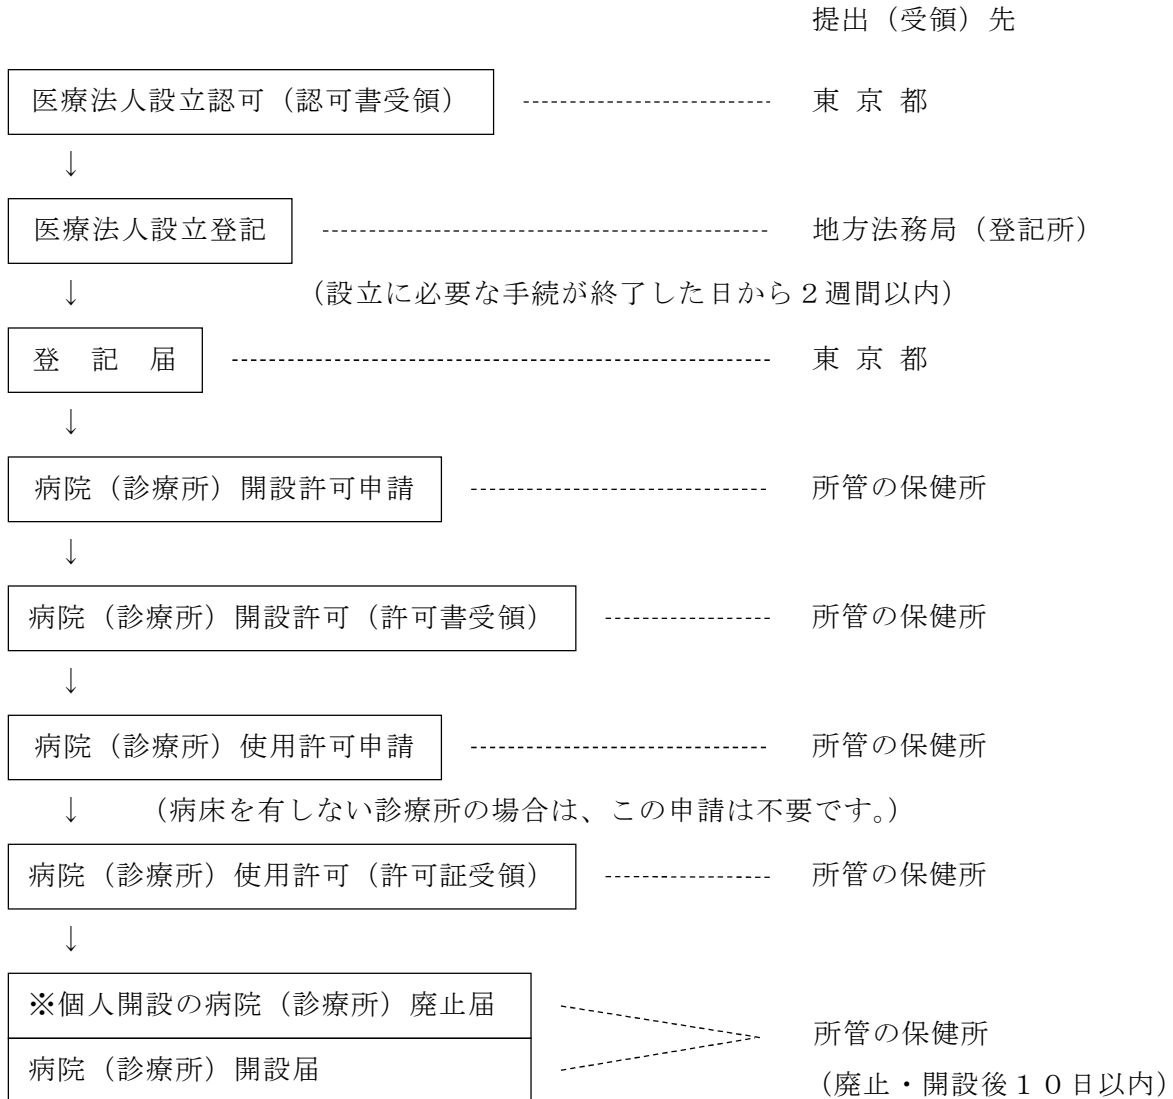 提出（受領）先
医療法人設立認可（認可書受領） 東 京 都
↓
医療法人設立登記 地方法務局（登記所）
↓ （設立に必要な手続が終了した日から２週間以内）
登　記　届 東 京 都
↓
病院（診療所）開設許可申請 所管の保健所
↓
病院（診療所）開設許可（許可書受領） 所管の保健所
↓
病院（診療所）使用許可申請 所管の保健所
↓ （病床を有しない診療所の場合は、この申請は不要です。）
病院（診療所）使用許可（許可証受領） 所管の保健所
↓
※個人開設の病院（診療所）廃止届
病院（診療所）開設届
所管の保健所
（廃止・開設後１０日以内）